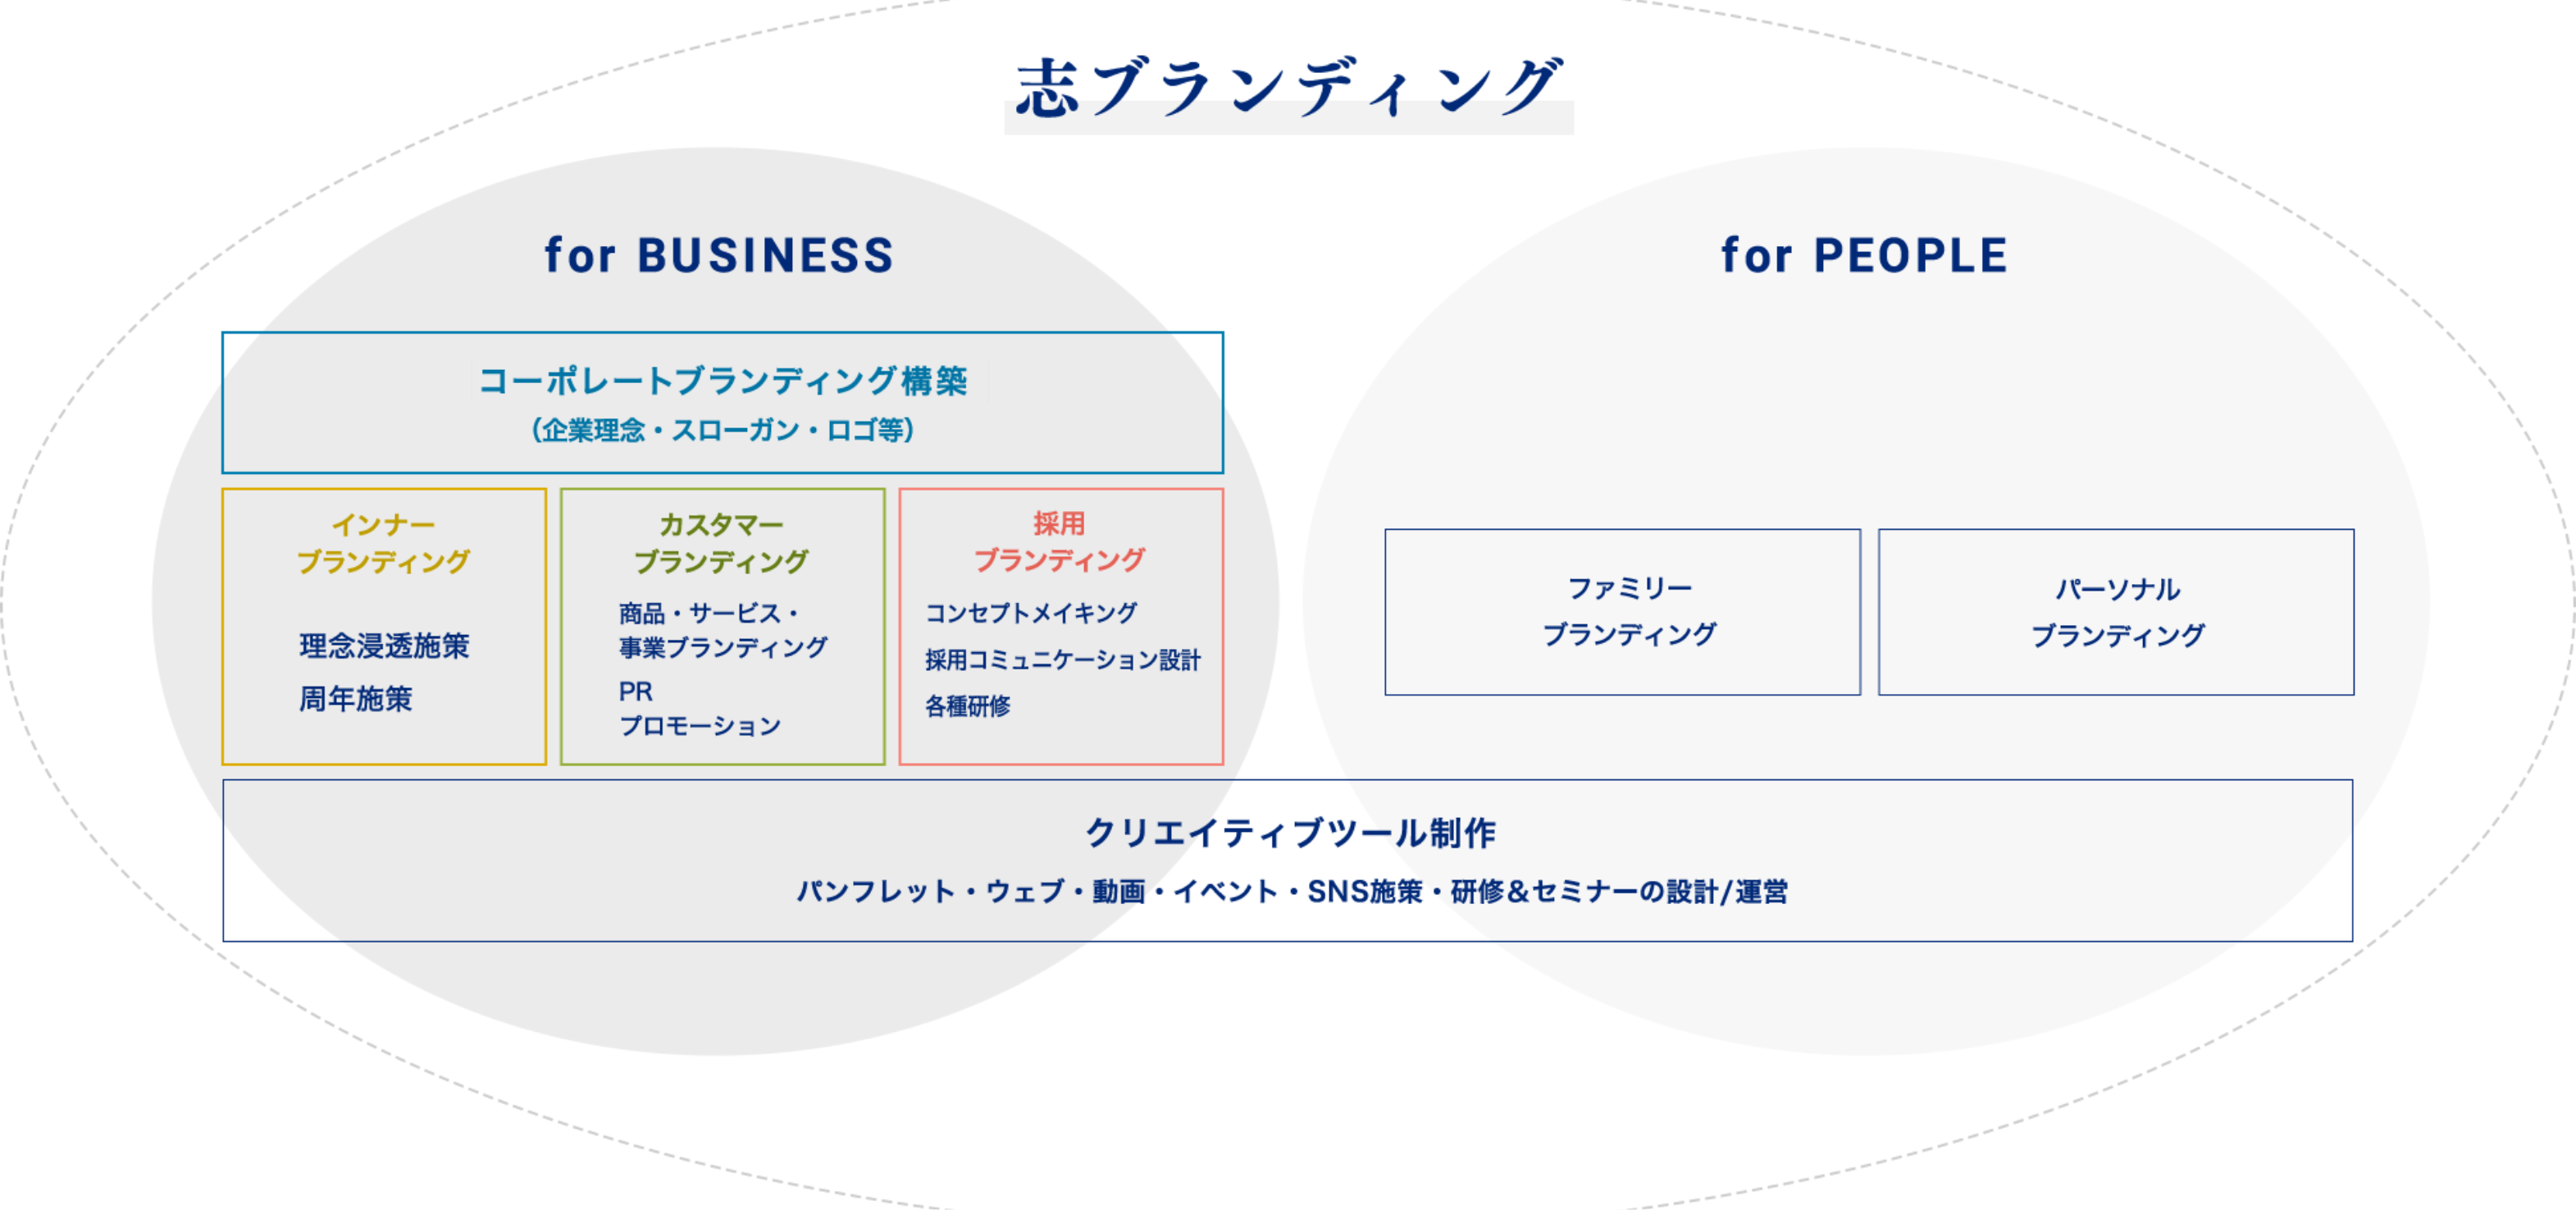 志ブランディング
for BUSINESS
コーポレートブランディング構築
（企業理念・スローガン・ロゴ等）
インナー
ブランディング
理念浸透施策
周年施策
カスタマー
ブランディング
商品・サービス・
事業ブランディング
PR
プロモーション
採用
ブランディング
コンセプトメイキング
採用コミュニケーション設計
各種研修
for PEOPLE
ファミリー
ブランディング
パーソナル
ブランディング
クリエイティブツール制作
パンフレット・ウェブ・動画・イベント・SNS施策・研修＆セミナーの設計/運営